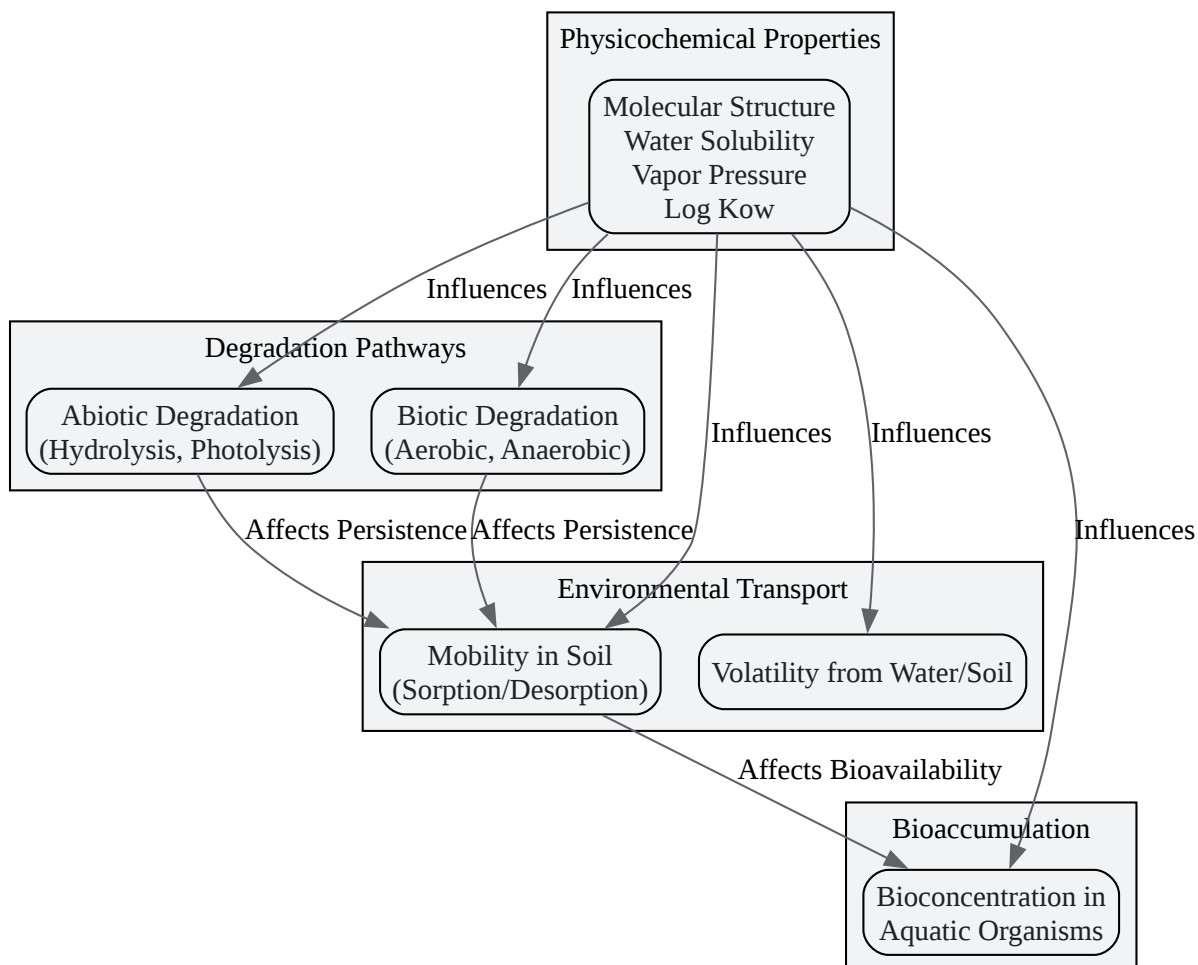 Physicochemical Properties
Molecular Structure
Water Solubility
Vapor Pressure
Log Kow
Influences
Influences
Degradation Pathways
Abiotic Degradation
(Hydrolysis, Photolysis)
Biotic Degradation
(Aerobic, Anaerobic)
Influences
Influences
Affects Persistence
Affects Persistence
Influences
Environmental Transport
Mobility in Soil
(Sorption/Desorption)
Volatility from Water/Soil
Affects Bioavailability
Bioaccumulation
Bioconcentration in
Aquatic Organisms